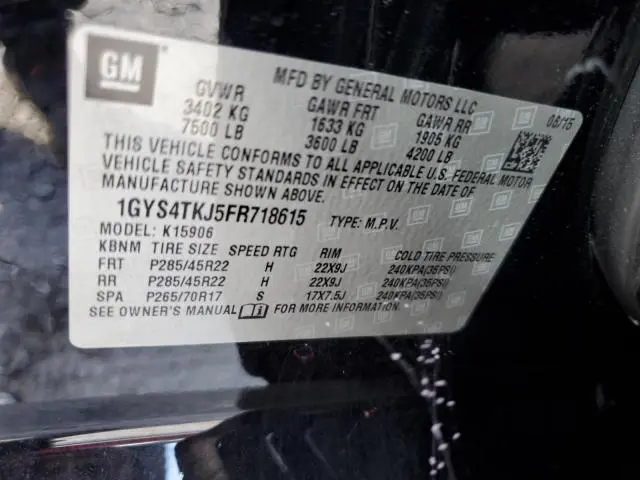 GM
MFD BY GENERAL MOTORS LLC
GVWR GAWR FRT GAWR RR 06/15
3402 KG 1633 KG 1905 KG
7500 LB 3600 LB 4200 LB
THIS VEHICLE CONFORMS TO ALL APPLICABLE U.S. FEDERAL MOTOR
VEHICLE SAFETY STANDARDS IN EFFECT ON THE DATE OF
MANUFACTURE SHOWN ABOVE.
1GYS4TKJ5FR718615 TYPE: M.P.V.
MODEL: K15906
KBNM TIRE SIZE SPEED RTG RIM COLD TIRE PRESSURE
FRT P285/45R22 H 22X9J 240KPA(35PSI)
RR P285/45R22 H 22X9J 240KPA(35PSI)
SPA P265/70R17 S 17X7.5J 240KPA(35PSI)
SEE OWNER'S MANUAL FOR MORE INFORMATION.